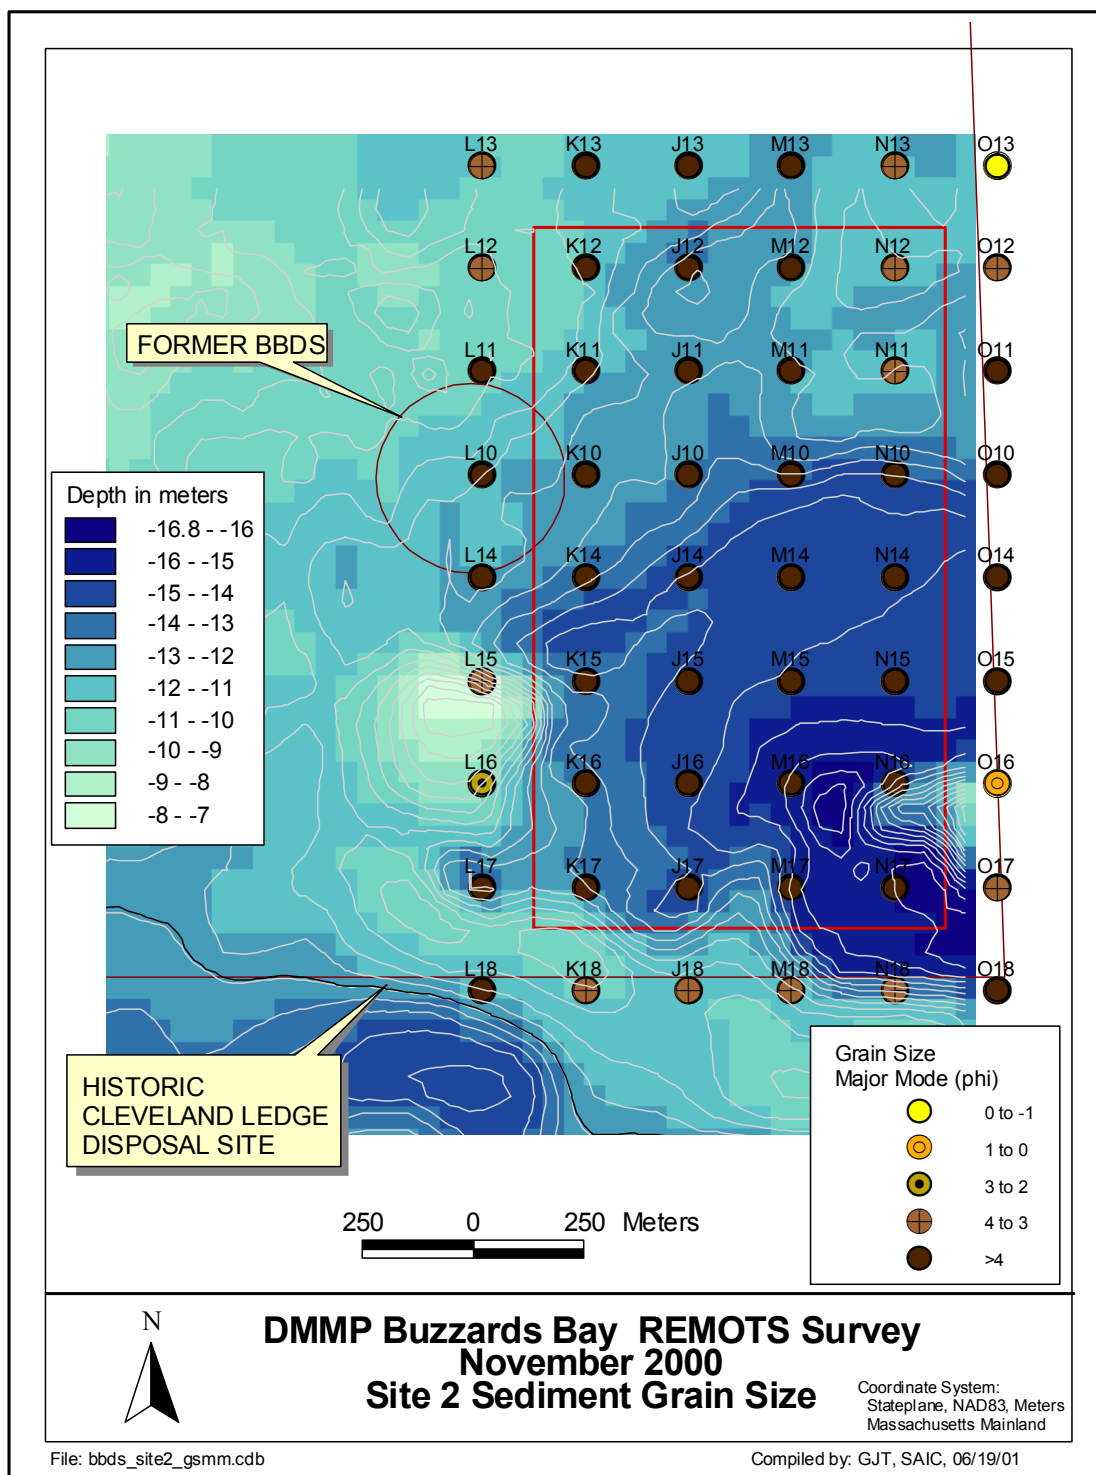 L13 K13 J13 M13 N13 O13
L12 K12 J12 M12 N12 O12
FORMER BBDS
L11 K11 J11 M11 N11 O11
L10 K10 J10 M10 N10 O10
Depth in meters
-16.8 - -16
-16 - -15
-15 - -14
-14 - -13
-13 - -12
-12 - -11
-11 - -10
-10 - -9
-9 - -8
-8 - -7
L14 K14 J14 M14 N14 O14
L15 K15 J15 M15 N15 O15
L16 K16 J16 M16 N16 O16
L17 K17 J17 M17 N17 O17
L18 K18 J18 M18 N18 O18
HISTORIC
CLEVELAND LEDGE
DISPOSAL SITE
Grain Size
Major Mode (phi)
0 to -1
1 to 0
3 to 2
4 to 3
>4
250 0 250 Meters
N
DMMP Buzzards Bay REMOTS Survey
November 2000
Site 2 Sediment Grain Size
Coordinate System:
Stateplane, NAD83, Meters
Massachusetts Mainland
File: bbds_site2_gsmm.cdb
Compiled by: GJT, SAIC, 06/19/01